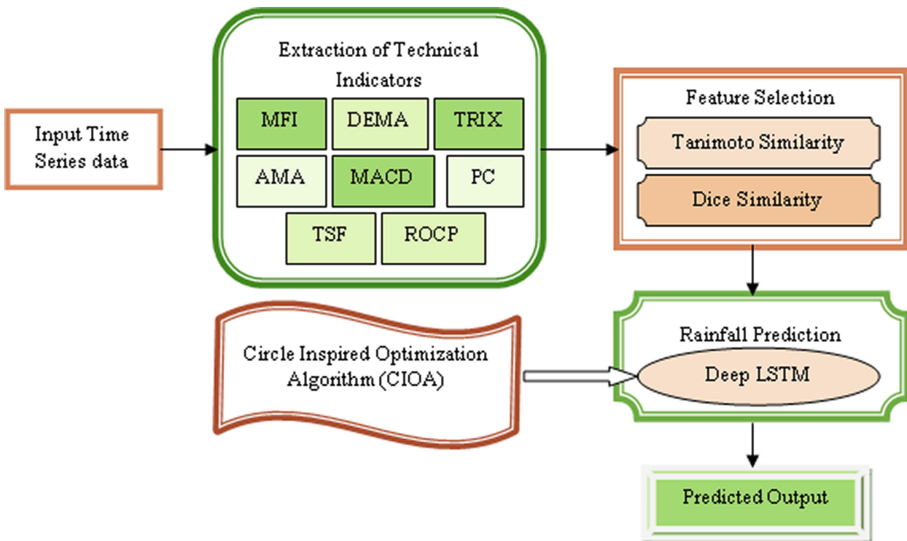 Input Time
Series data
Extraction of Technical
Indicators
MFI
DEMA
TRIX
AMA
MACD
PC
TSF
ROCP
Feature Selection
Tanimoto Similarity
Dice Similarity
Circle Inspired Optimization
Algorithm (CIOA)
Rainfall Prediction
Deep LSTM
Predicted Output